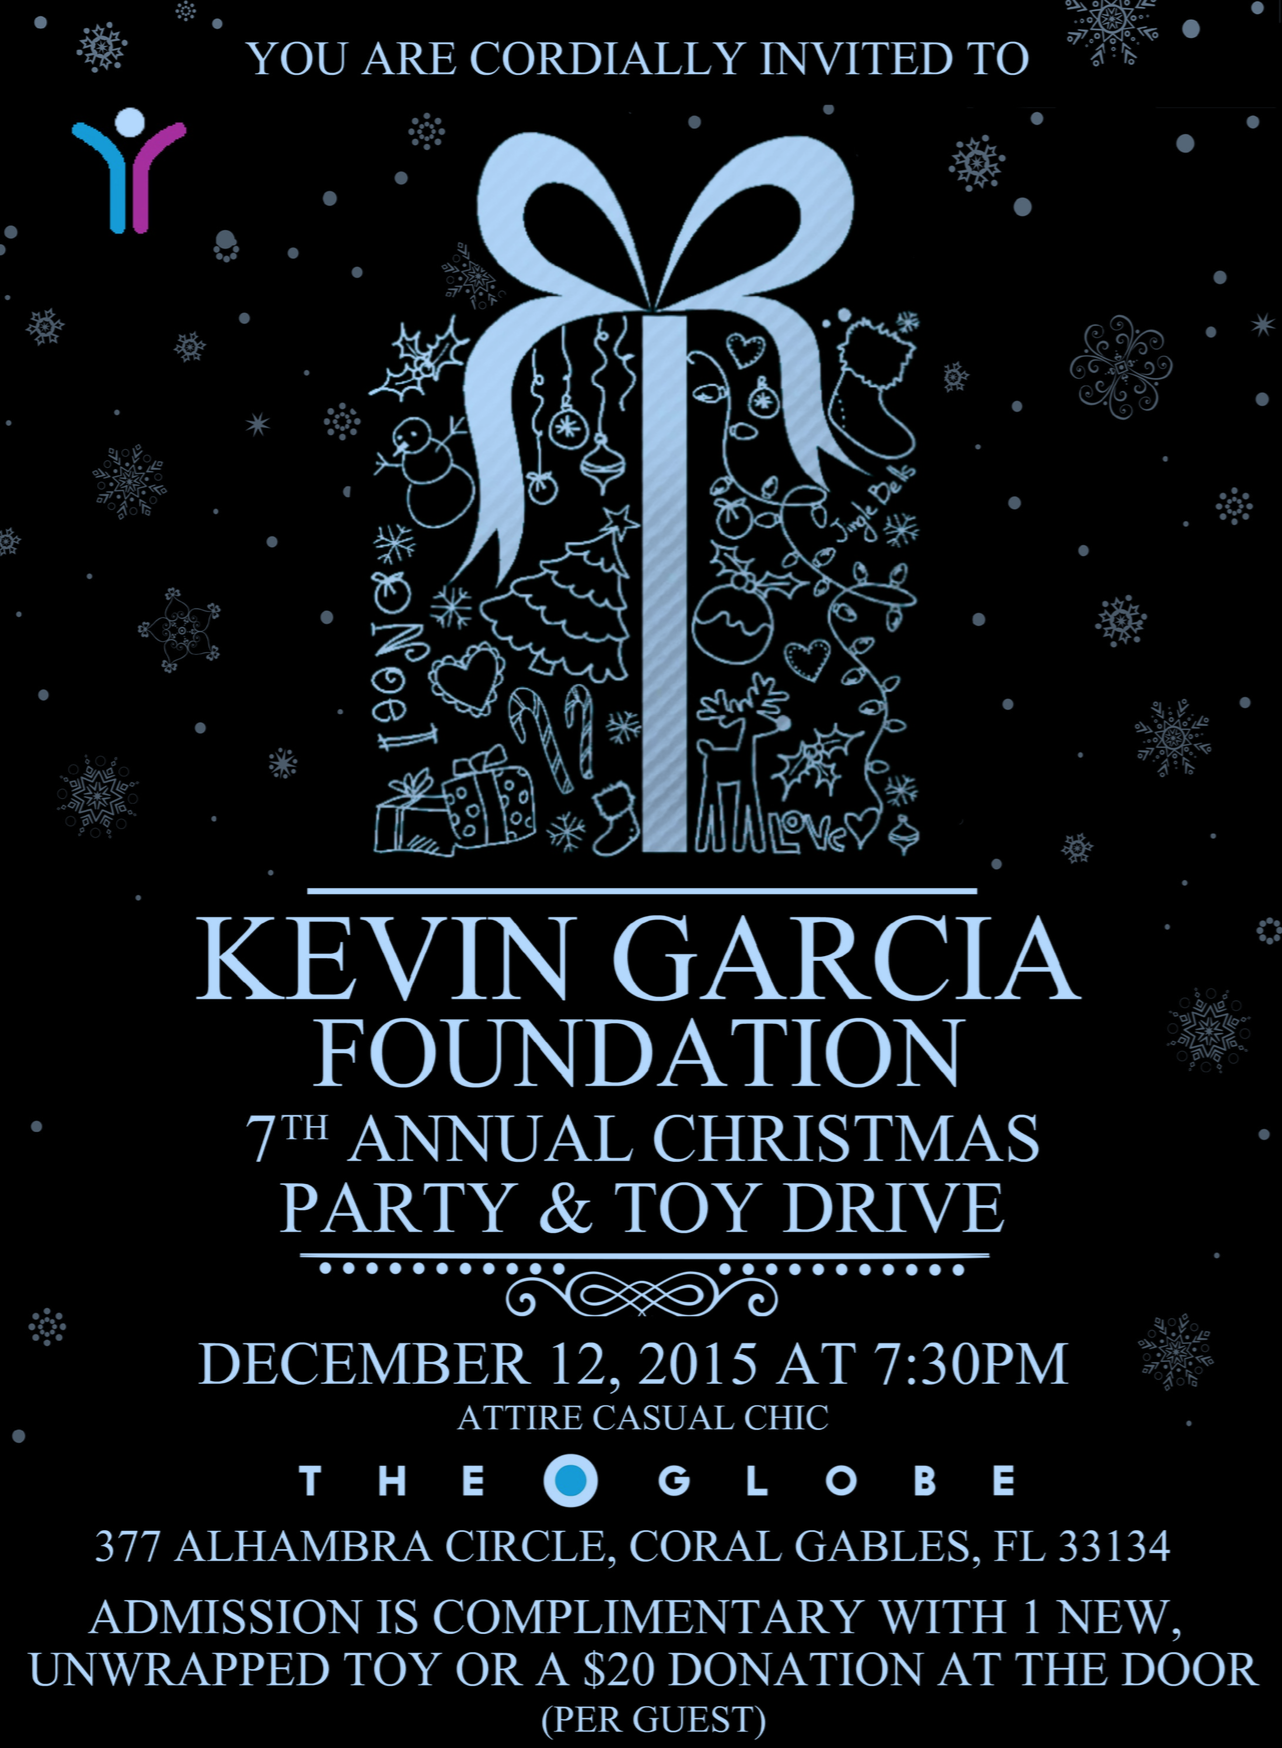 YOU ARE CORDIALLY INVITED TO
Jingle Bells
Noel
LOVE
KEVIN GARCIA
FOUNDATION
7TH ANNUAL CHRISTMAS
PARTY & TOY DRIVE
DECEMBER 12, 2015 AT 7:30PM
ATTIRE CASUAL CHIC
THE GLOBE
377 ALHAMBRA CIRCLE, CORAL GABLES, FL 33134
ADMISSION IS COMPLIMENTARY WITH 1 NEW,
UNWRAPPED TOY OR A $20 DONATION AT THE DOOR
(PER GUEST)